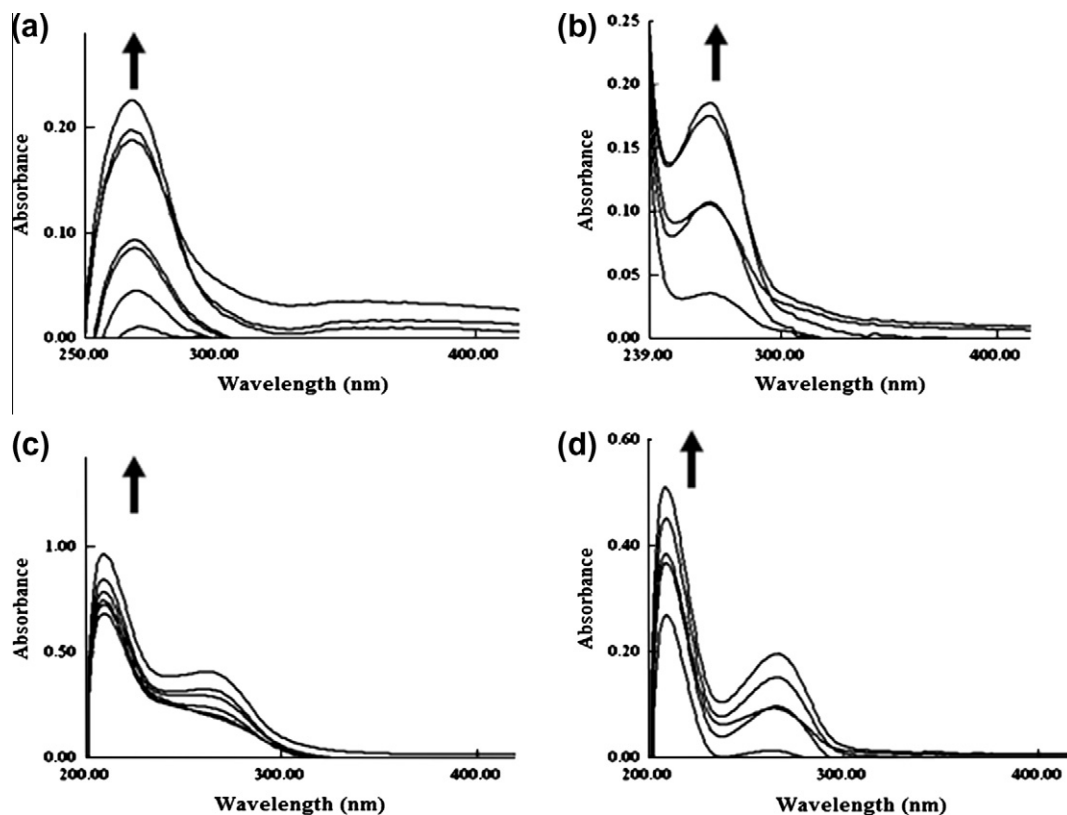 (a)
Absorbance
0.20
0.10
0.00
250.00 300.00 400.00
Wavelength (nm)
(b)
Absorbance
0.25
0.20
0.15
0.10
0.05
0.00
239.00 300.00 400.00
Wavelength (nm)
(c)
Absorbance
1.00
0.50
0.00
200.00 300.00 400.00
Wavelength (nm)
(d)
Absorbance
0.60
0.40
0.20
0.00
200.00 300.00 400.00
Wavelength (nm)